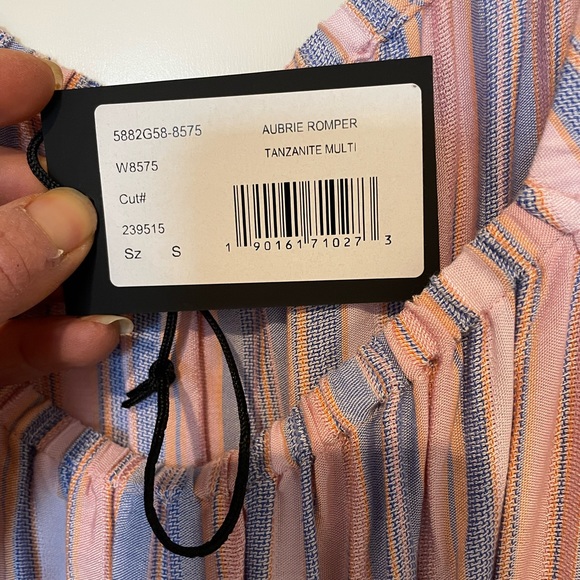 5882G58-8575
W8575
Cut#
239515
Sz S
AUBRIE ROMPER
TANZANITE MULTI
1 90161 71027 3